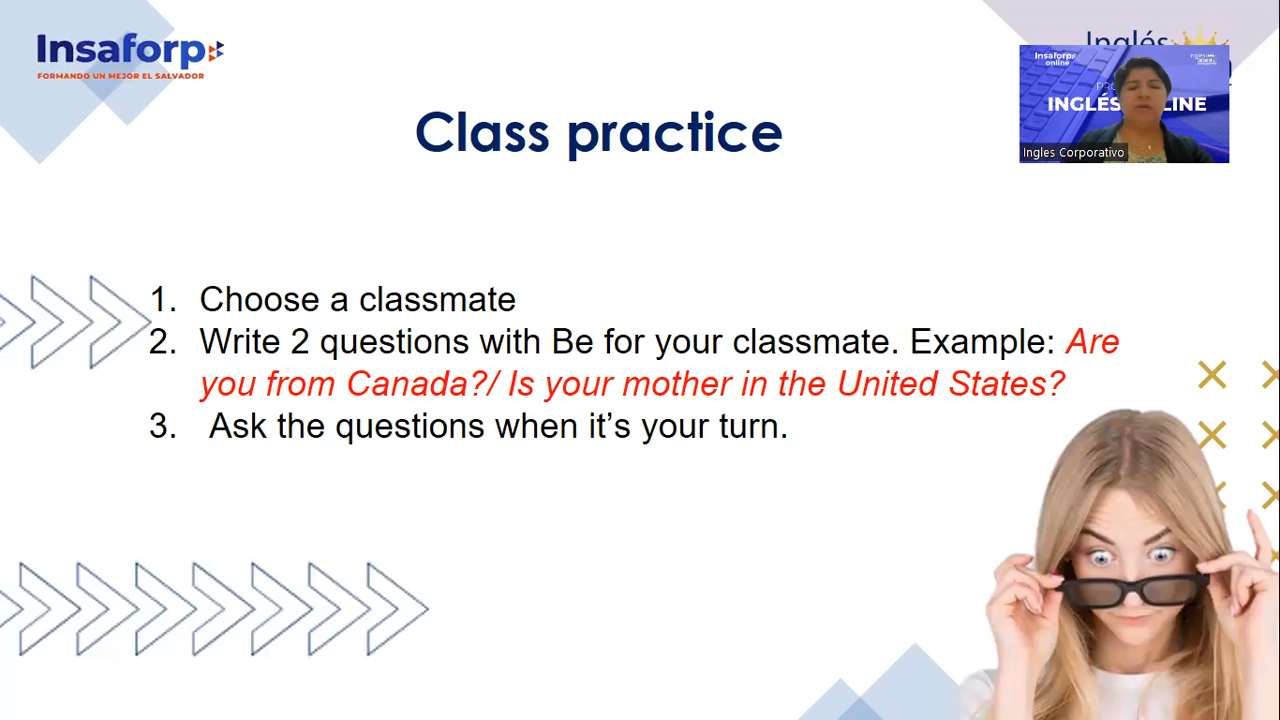 Insaforp
FORMANDO UN MEJOR EL SALVADOR
Inglés
Insaforp
online
INGLÉS
LINE
Ingles Corporativo
Class practice
1. Choose a classmate
2. Write 2 questions with Be for your classmate. Example: Are
you from Canada?/ Is your mother in the United States?
3. Ask the questions when it’s your turn.